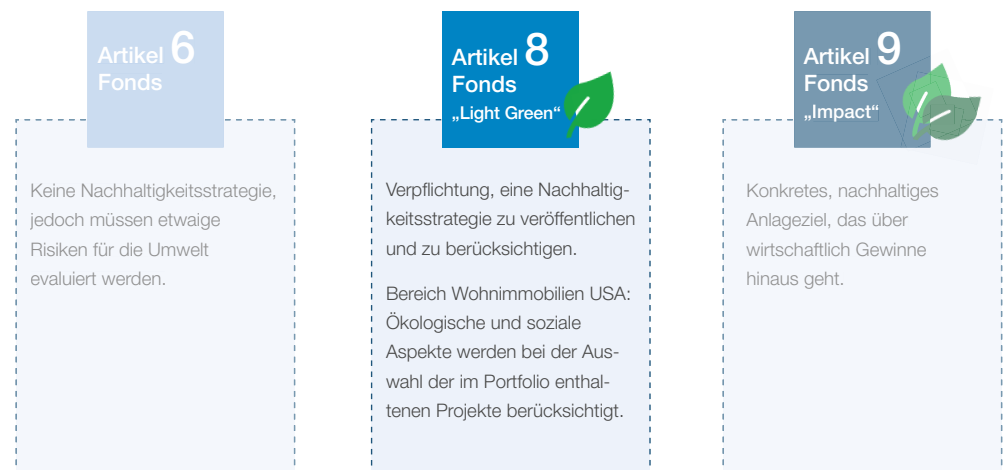 Artikel 6
Fonds
Keine Nachhaltigkeitsstrategie,
jedoch müssen etwaige
Risiken für die Umwelt
evaluiert werden.
Artikel 8
Fonds
„Light Green“
Verpflichtung, eine Nachhaltig-
keitsstrategie zu veröffentlichen
und zu berücksichtigen.
Bereich Wohnimmobilien USA:
Ökologische und soziale
Aspekte werden bei der Aus-
wahl der im Portfolio enthal-
tenen Projekte berücksichtigt.
Artikel 9
Fonds
„Impact“
Konkretes, nachhaltiges
Anlageziel, das über
wirtschaftlich Gewinne
hinaus geht.